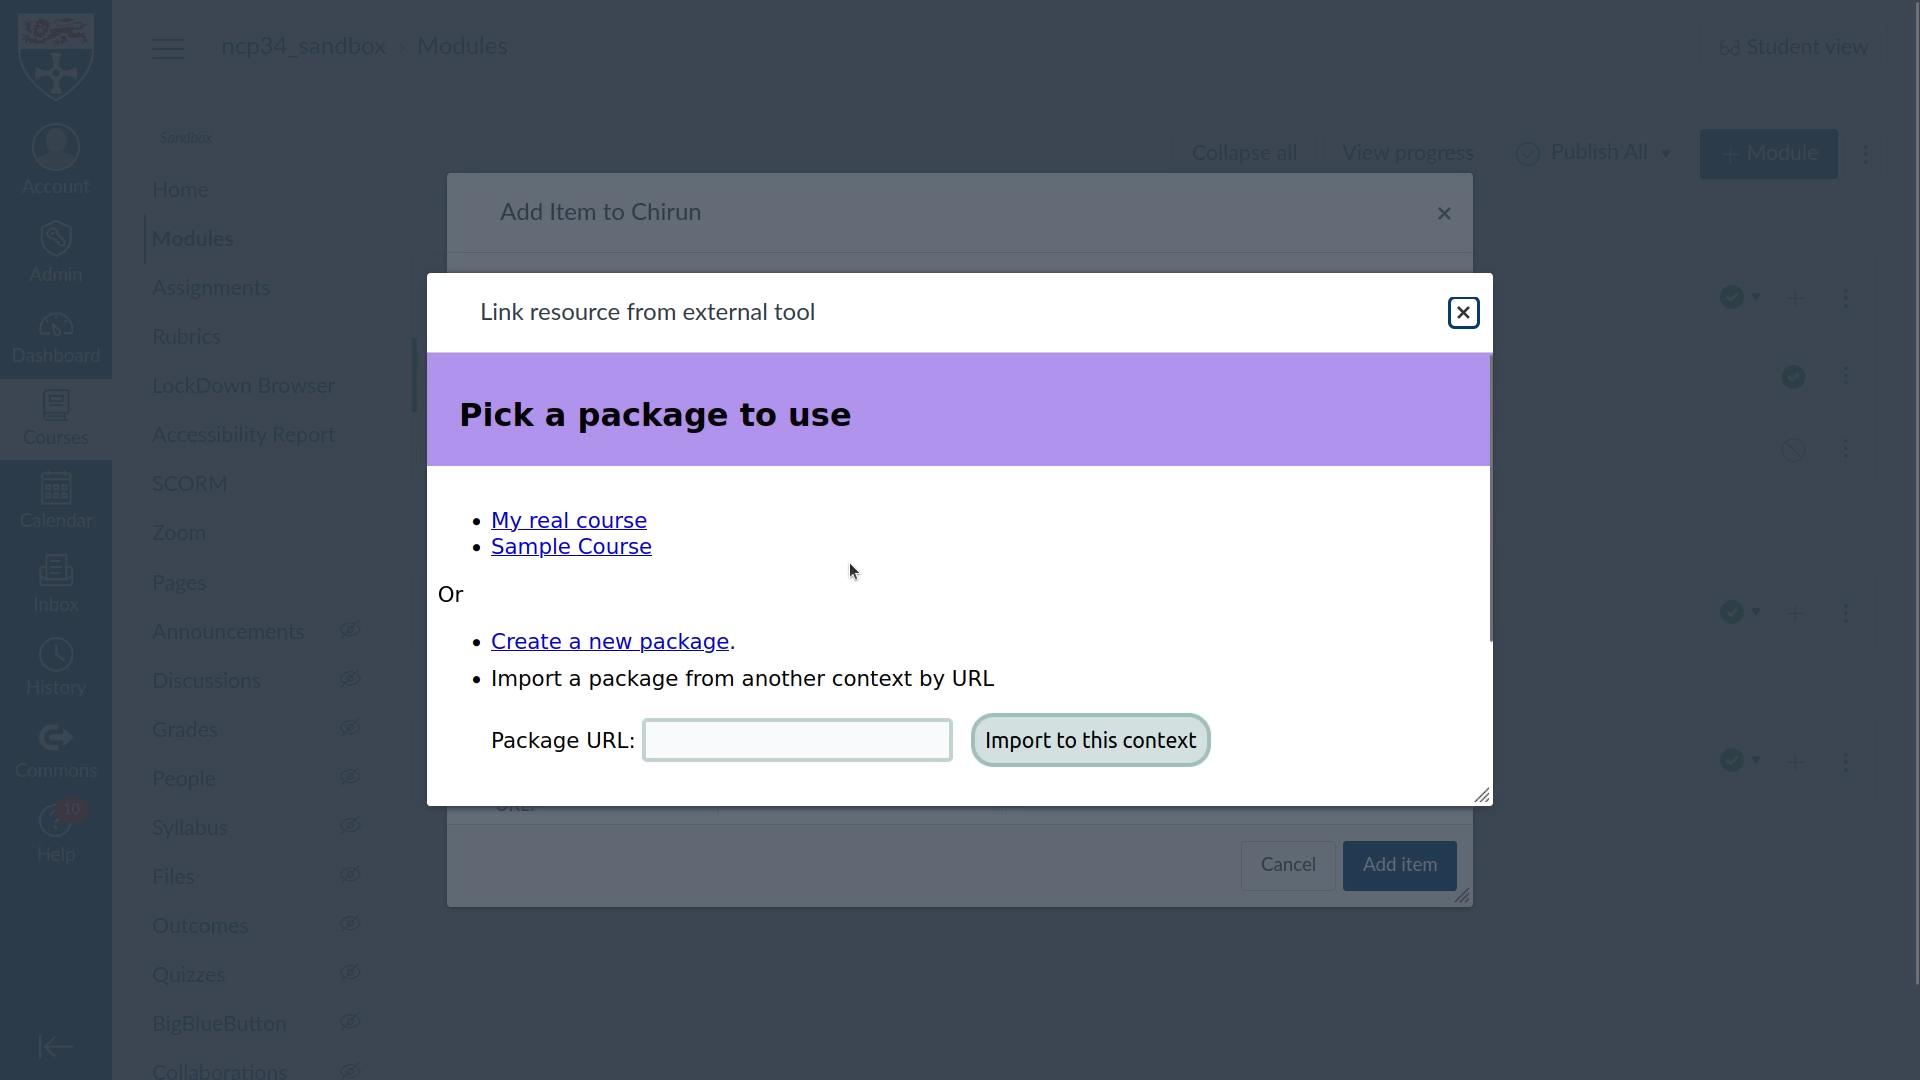 ncp34_sandbox › Modules
Student view
Sandbox
Collapse all
View progress
Publish All
+ Module
Account
Admin
Dashboard
Courses
Calendar
Inbox
History
Commons
10
Help
Home
Modules
Assignments
Rubrics
LockDown Browser
Accessibility Report
SCORM
Zoom
Pages
Announcements
Discussions
Grades
People
Syllabus
Files
Outcomes
Quizzes
BigBlueButton
Collaborations
Add Item to Chirun
Link resource from external tool
Pick a package to use
• My real course
• Sample Course
Or
• Create a new package.
• Import a package from another context by URL
Package URL:
Import to this context
URL:
Cancel
Add item